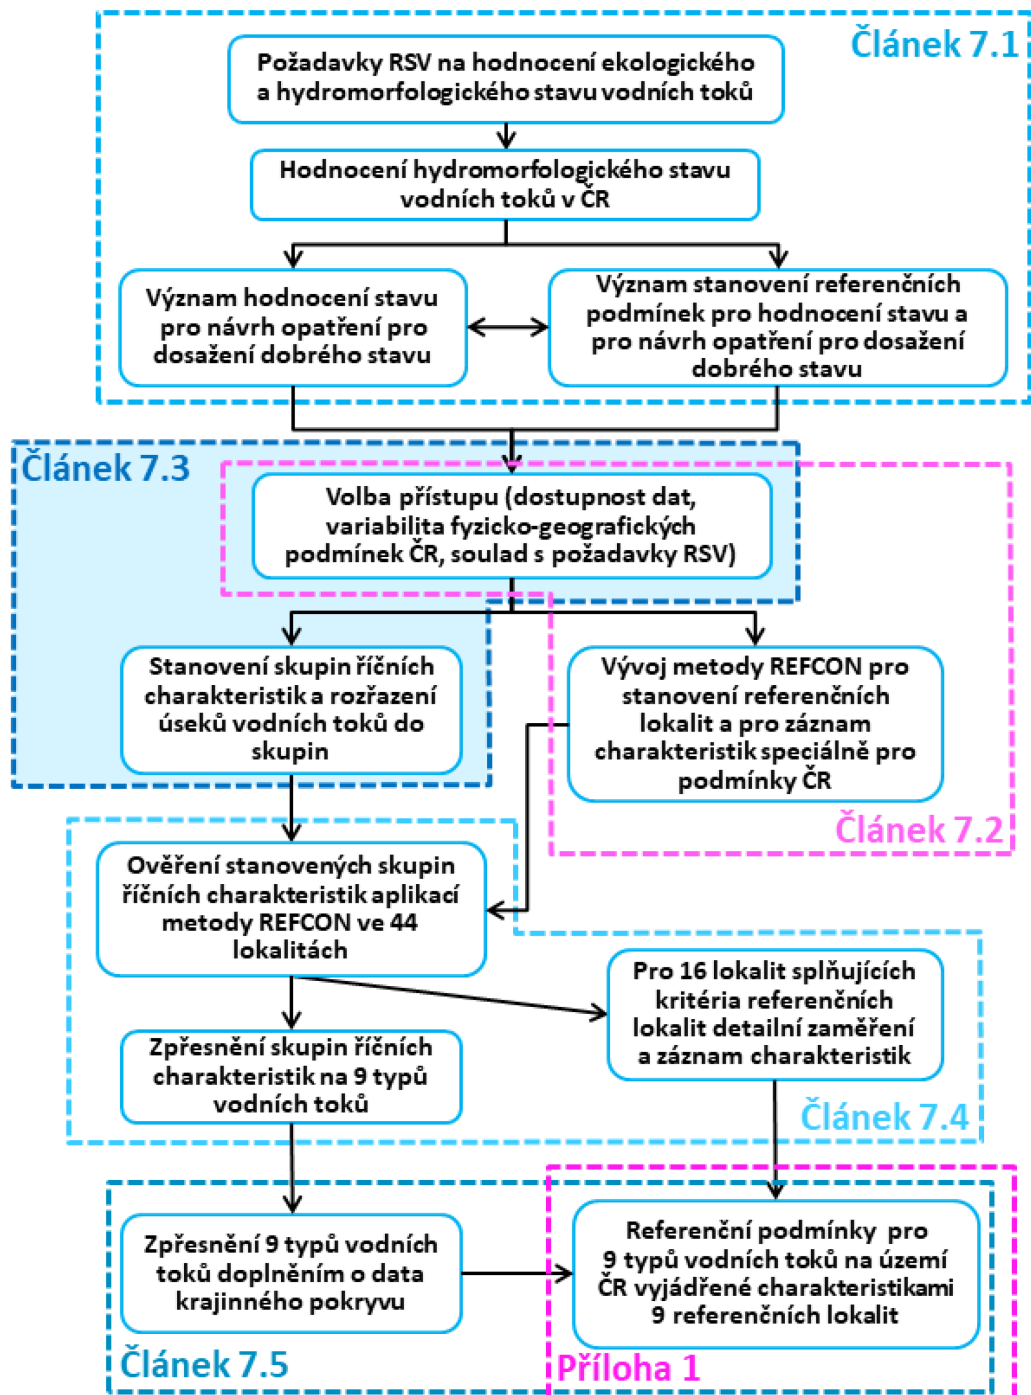 Článek 7.1
Požadavky RSV na hodnocení ekologického
a hydromorfologického stavu vodních toků
Hodnocení hydromorfologického stavu
vodních toků v ČR
Význam hodnocení stavu
pro návrh opatření pro
dosažení dobrého stavu
Význam stanovení referenčních
podmínek pro hodnocení stavu a
pro návrh opatření pro dosažení
dobrého stavu
Článek 7.3
Volba přístupu (dostupnost dat,
variabilita fyzicko-geografických
podmínek ČR, soulad s požadavky RSV)
Stanovení skupin říčních
charakteristik a rozřazení
úseků vodních toků do
skupin
Vývoj metody REFCON pro
stanovení referenčních
lokalit a pro záznam
charakteristik speciálně pro
podmínky ČR
Článek 7.2
Ověření stanovených skupin
říčních charakteristik aplikací
metody REFCON ve 44
lokalitách
Pro 16 lokalit splňujících
kritéria referenčních
lokalit detailní zaměření
a záznam charakteristik
Zpřesnění skupin říčních
charakteristik na 9 typů
vodních toků
Článek 7.4
Zpřesnění 9 typů vodních
toků doplněním o data
krajinného pokryvu
Referenční podmínky pro
9 typů vodních toků na území
ČR vyjádřené charakteristikami
9 referenčních lokalit
Článek 7.5
Příloha 1